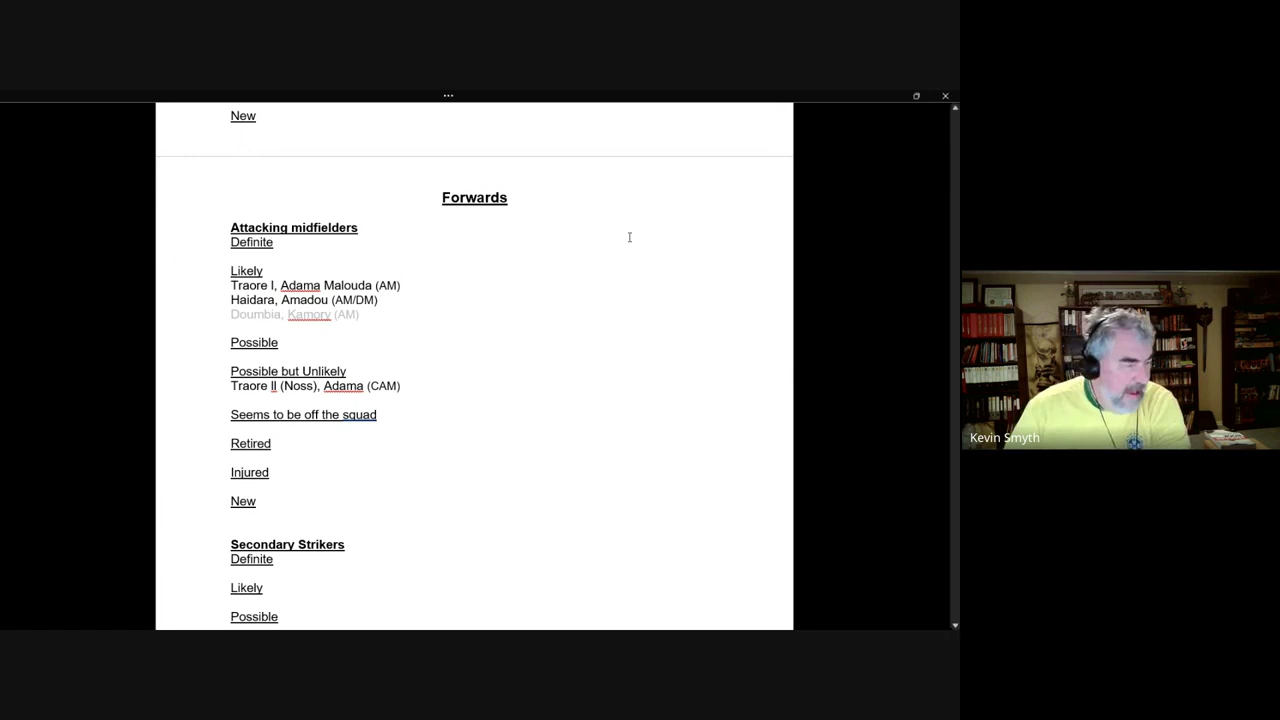 New
Forwards
Attacking midfielders
Definite
Likely
Traore I, Adama Malouda (AM)
Haidara, Amadou (AM/DM)
Doumbia, Kamory (AM)
Possible
Possible but Unlikely
Traore II (Noss), Adama (CAM)
Seems to be off the squad
Retired
Injured
New
Secondary Strikers
Definite
Likely
Possible
Kevin Smyth